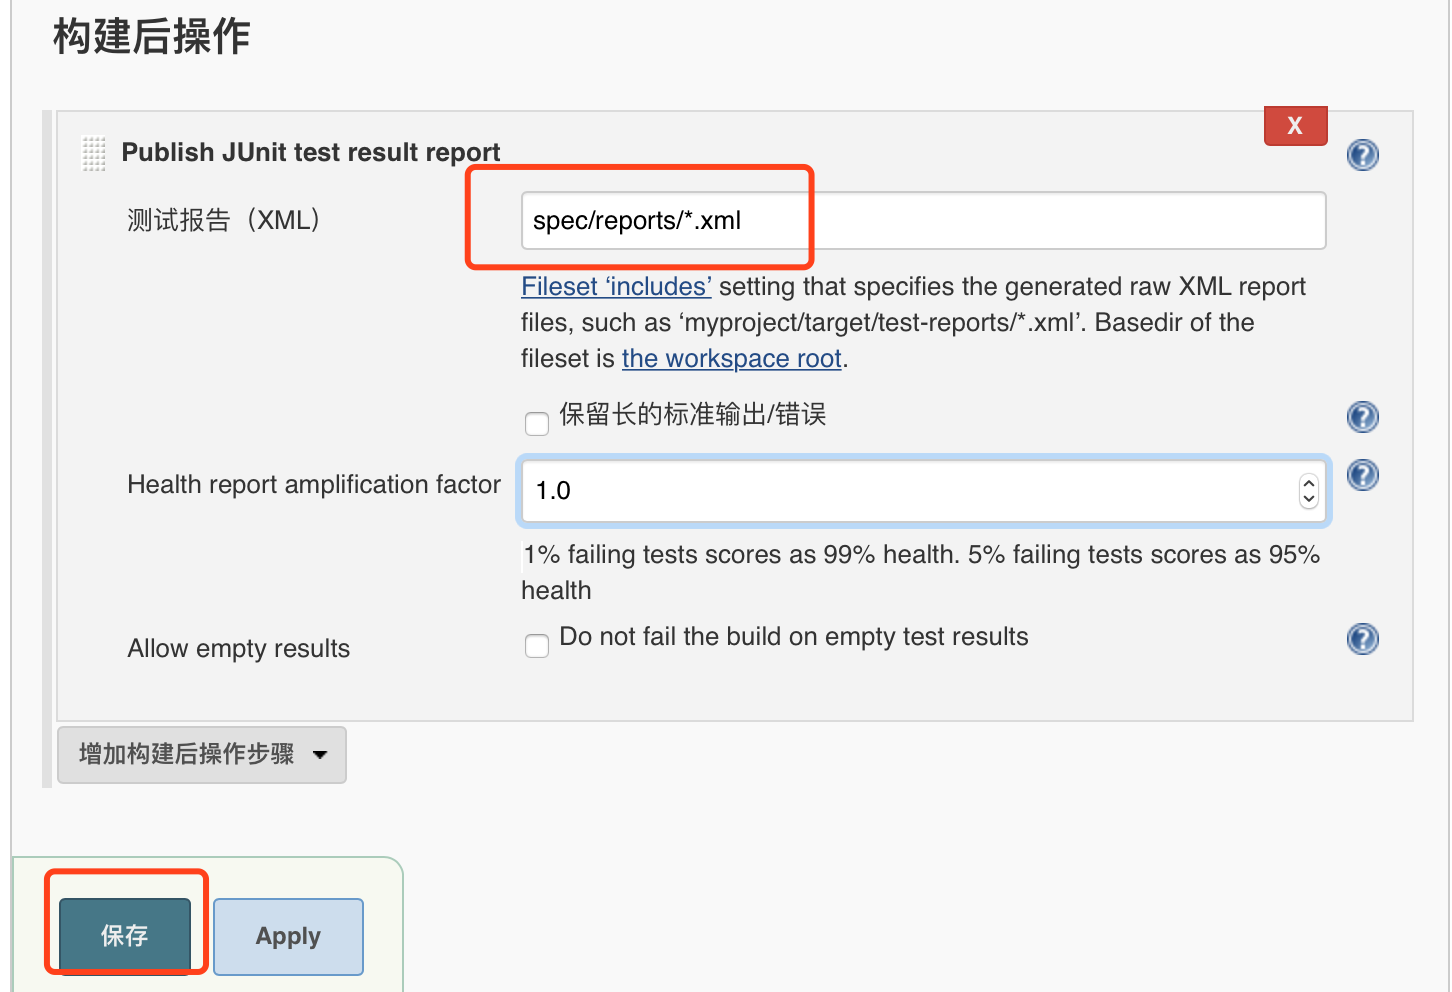 构建后操作
X
Publish JUnit test result report
测试报告（XML）
spec/reports/*.xml
Fileset ‘includes’ setting that specifies the generated raw XML report
files, such as ‘myproject/target/test-reports/*.xml’. Basedir of the
fileset is the workspace root.
保留长的标准输出/错误
Health report amplification factor
1.0
1% failing tests scores as 99% health. 5% failing tests scores as 95%
health
Allow empty results
Do not fail the build on empty test results
增加构建后操作步骤
保存
Apply